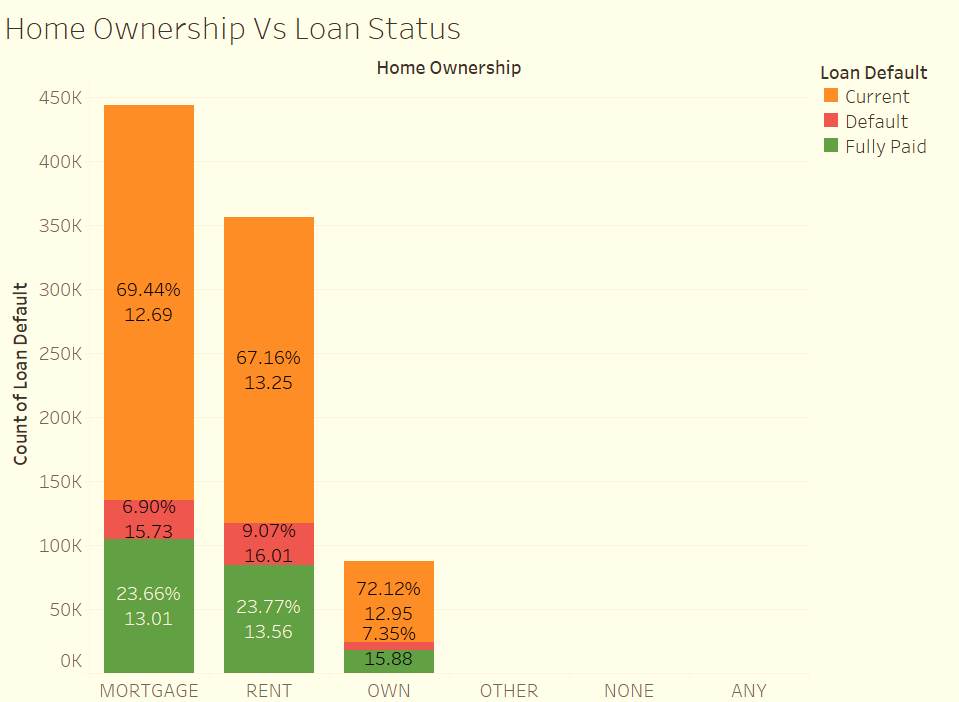 Home Ownership Vs Loan Status
Home Ownership
Loan Default
Current
Default
Fully Paid
Count of Loan Default
450K
400K
350K
300K
250K
200K
150K
100K
50K
0K
69.44%
12.69
6.90%
15.73
23.66%
13.01
67.16%
13.25
9.07%
16.01
23.77%
13.56
72.12%
12.95
7.35%
15.88
MORTGAGE
RENT
OWN
OTHER
NONE
ANY